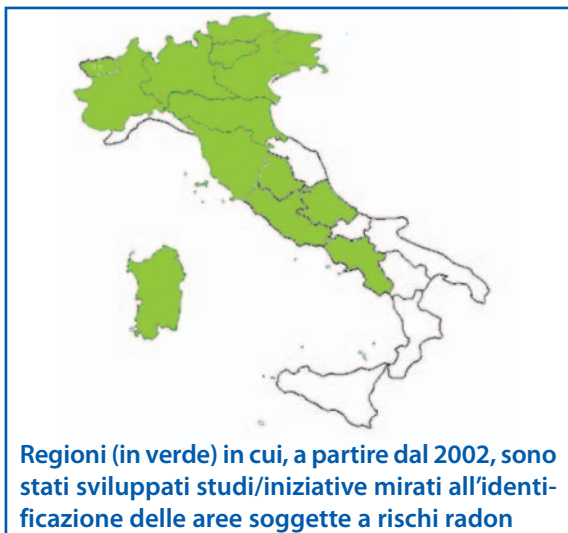 Regioni (in verde) in cui, a partire dal 2002, sono
stati sviluppati studi/iniziative mirati all'identi-
ficazione delle aree soggette a rischi radon